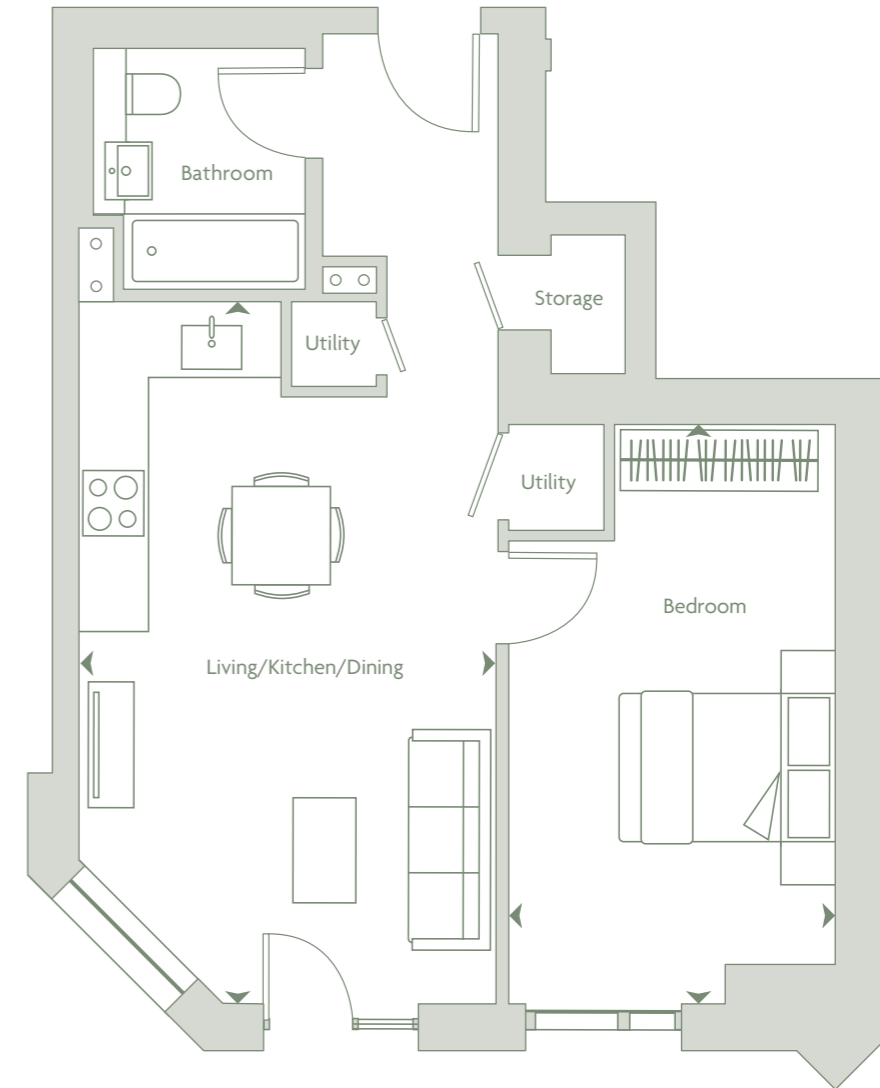 Bathroom
Storage
Utility
Utility
Bedroom
Living/Kitchen/Dining